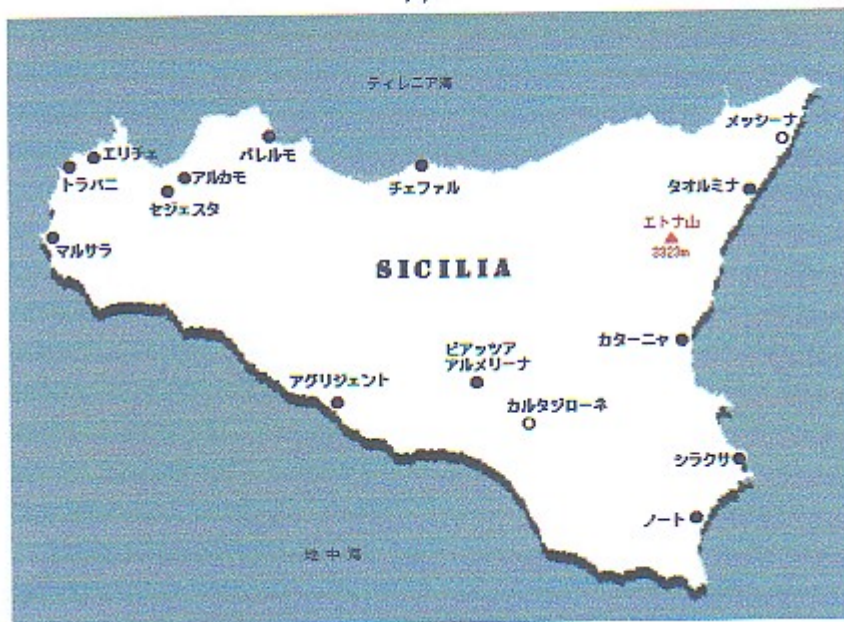 ティレニア海
メッシーナ
エリチェ
パレルモ
トラパニ
アルカモ
チェファル
タオルミナ
セジェスタ
エトナ山
3323m
マルサラ
SICILIA
カターニャ
ピアッツァ
アルメリーナ
アグリジェント
カルタジローネ
シラクサ
ノート
地中海